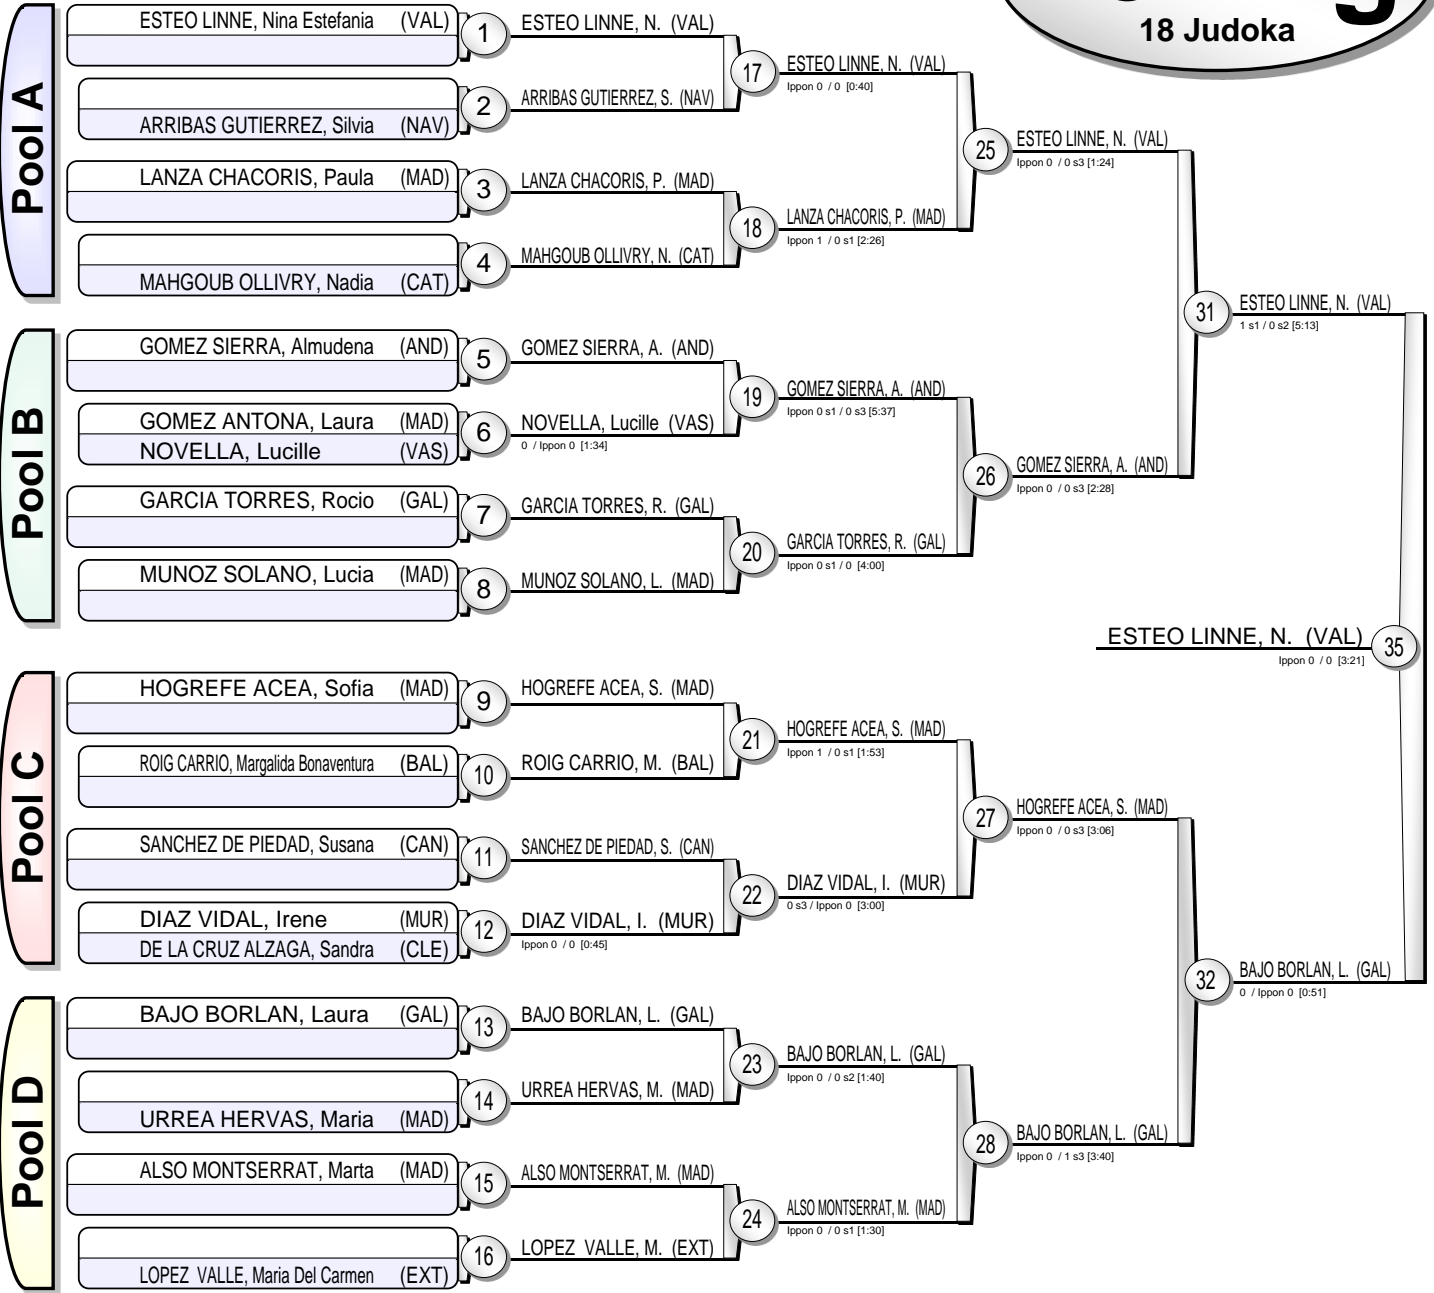 18 Judoka
Pool A
ESTEO LINNE, Nina Estefania (VAL)
1
ESTEO LINNE, N. (VAL)
ARRIBAS GUTIERREZ, Silvia (NAV)
2
ARRIBAS GUTIERREZ, S. (NAV)
17
ESTEO LINNE, N. (VAL)
Ippon 0 / 0 [0:40]
LANZA CHACORIS, Paula (MAD)
3
LANZA CHACORIS, P. (MAD)
MAHGOUB OLLIVRY, Nadia (CAT)
4
MAHGOUB OLLIVRY, N. (CAT)
18
LANZA CHACORIS, P. (MAD)
Ippon 1 / 0 s1 [2:26]
25
ESTEO LINNE, N. (VAL)
Ippon 0 / 0 s3 [1:24]
Pool B
GOMEZ SIERRA, Almudena (AND)
5
GOMEZ SIERRA, A. (AND)
GOMEZ ANTONA, Laura (MAD)
NOVELLA, Lucille (VAS)
6
NOVELLA, Lucille (VAS)
0 / Ippon 0 [1:34]
19
GOMEZ SIERRA, A. (AND)
Ippon 0 s1 / 0 s3 [5:37]
GARCIA TORRES, Rocio (GAL)
7
GARCIA TORRES, R. (GAL)
MUNOZ SOLANO, Lucia (MAD)
8
MUNOZ SOLANO, L. (MAD)
20
GARCIA TORRES, R. (GAL)
Ippon 0 s1 / 0 [4:00]
26
GOMEZ SIERRA, A. (AND)
Ippon 0 / 0 s3 [2:28]
31
ESTEO LINNE, N. (VAL)
1 s1 / 0 s2 [5:13]
ESTEO LINNE, N. (VAL)
35
Ippon 0 / 0 [3:21]
Pool C
HOGREFE ACEA, Sofia (MAD)
9
HOGREFE ACEA, S. (MAD)
ROIG CARRIO, Margalida Bonaventura (BAL)
10
ROIG CARRIO, M. (BAL)
21
HOGREFE ACEA, S. (MAD)
Ippon 1 / 0 s1 [1:53]
SANCHEZ DE PIEDAD, Susana (CAN)
11
SANCHEZ DE PIEDAD, S. (CAN)
DIAZ VIDAL, Irene (MUR)
DE LA CRUZ ALZAGA, Sandra (CLE)
12
DIAZ VIDAL, I. (MUR)
Ippon 0 / 0 [0:45]
22
DIAZ VIDAL, I. (MUR)
0 s3 / Ippon 0 [3:00]
27
HOGREFE ACEA, S. (MAD)
Ippon 0 / 0 s3 [3:06]
Pool D
BAJO BORLAN, Laura (GAL)
13
BAJO BORLAN, L. (GAL)
URREA HERVAS, Maria (MAD)
14
URREA HERVAS, M. (MAD)
23
BAJO BORLAN, L. (GAL)
Ippon 0 / 0 s2 [1:40]
ALSO MONTSERRAT, Marta (MAD)
15
ALSO MONTSERRAT, M. (MAD)
LOPEZ VALLE, Maria Del Carmen (EXT)
16
LOPEZ VALLE, M. (EXT)
24
ALSO MONTSERRAT, M. (MAD)
Ippon 0 / 0 s1 [1:30]
28
BAJO BORLAN, L. (GAL)
Ippon 0 / 1 s3 [3:40]
32
BAJO BORLAN, L. (GAL)
0 / Ippon 0 [0:51]